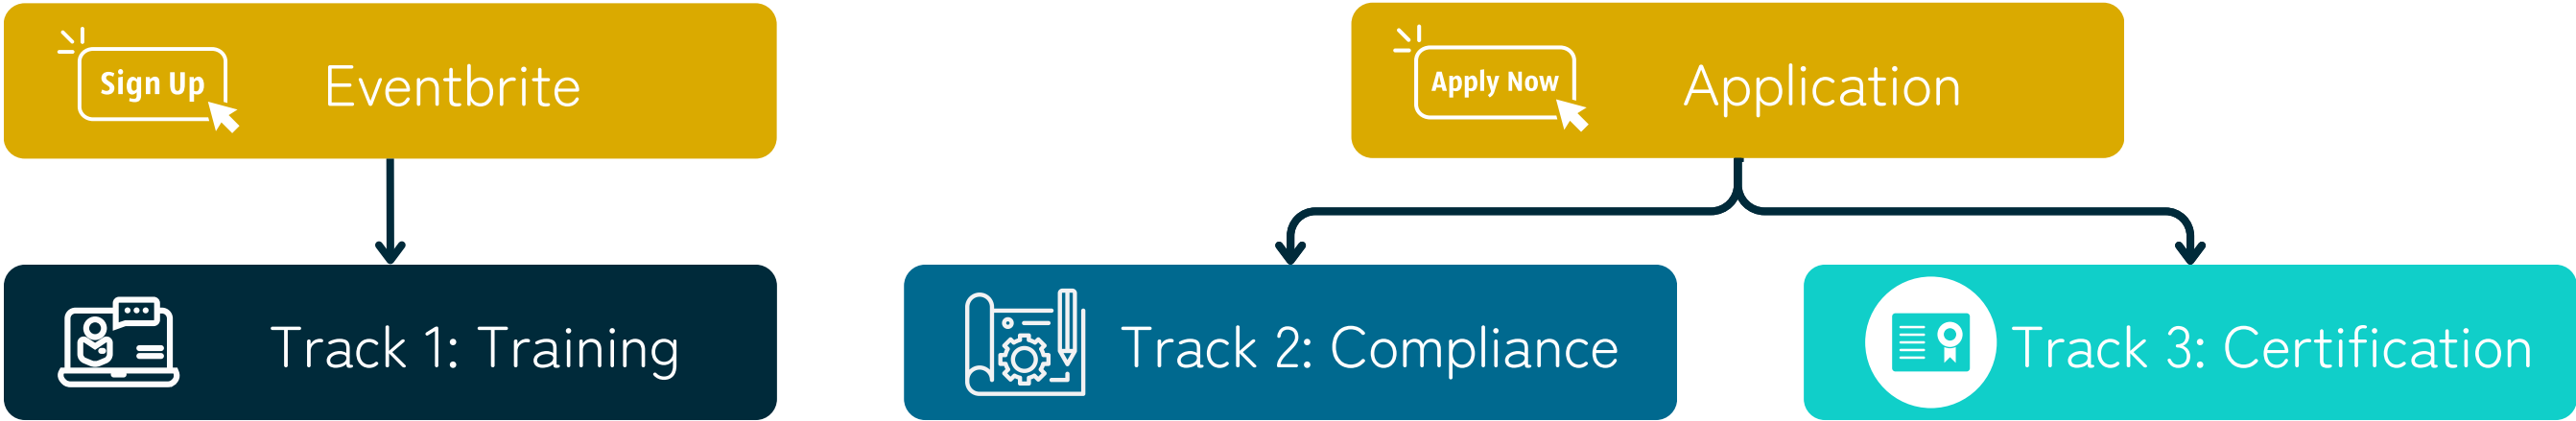 Sign Up
Eventbrite
Apply Now
Application
Track 1: Training
Track 2: Compliance
Track 3: Certification